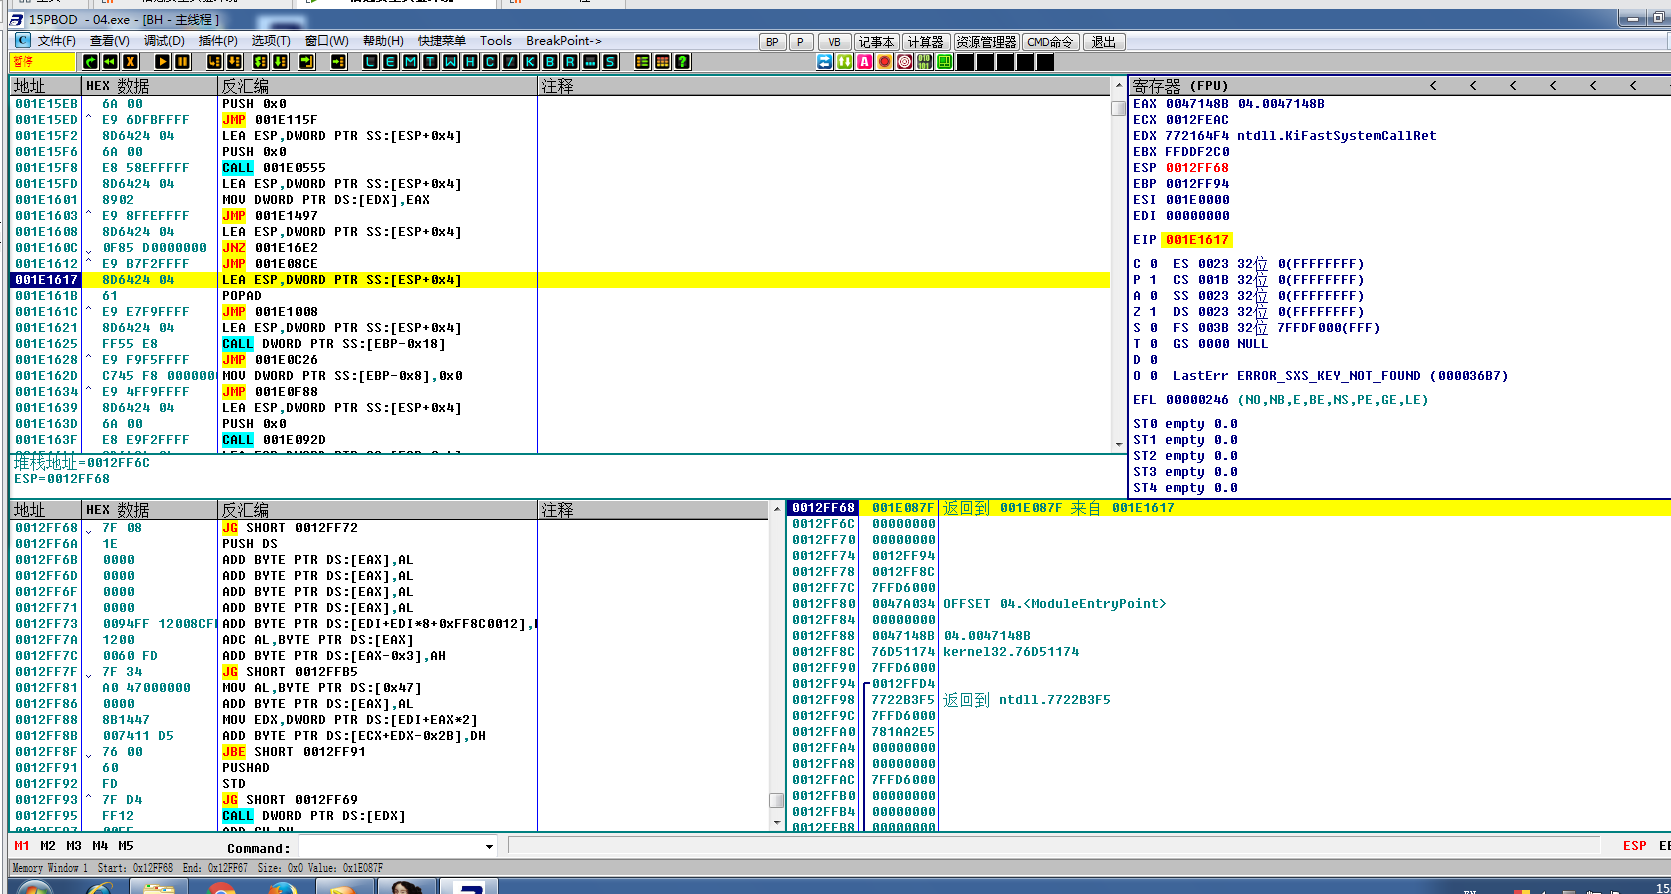 15PBOD - 04.exe - [BH - 主线程 ]
文件(F) 查看(V) 调试(D) 插件(P) 选项(T) 窗口(W) 帮助(H) 快捷菜单 Tools BreakPoint-> BP P VB 记事本 计算器 资源管理器 CMD命令 退出
暂停 L E M T W H C / K B R ... S
地址 HEX 数据 反汇编 注释
001E15EB 6A 00 PUSH 0x0
001E15ED ^ E9 6DFBFFFF JMP 001E115F
001E15F2 8D6424 04 LEA ESP,DWORD PTR SS:[ESP+0x4]
001E15F6 6A 00 PUSH 0x0
001E15F8 E8 58EFFFFF CALL 001E0555
001E15FD 8D6424 04 LEA ESP,DWORD PTR SS:[ESP+0x4]
001E1601 8902 MOV DWORD PTR DS:[EDX],EAX
001E1603 ^ E9 8FFEFFFF JMP 001E1497
001E1608 8D6424 04 LEA ESP,DWORD PTR SS:[ESP+0x4]
001E160C 0F85 D0000000 JNZ 001E16E2
001E1612 ^ E9 B7F2FFFF JMP 001E08CE
001E1617 8D6424 04 LEA ESP,DWORD PTR SS:[ESP+0x4]
001E161B 61 POPAD
001E161C ^ E9 E7F9FFFF JMP 001E1008
001E1621 8D6424 04 LEA ESP,DWORD PTR SS:[ESP+0x4]
001E1625 FF55 E8 CALL DWORD PTR SS:[EBP-0x18]
001E1628 ^ E9 F9F5FFFF JMP 001E0C26
001E162D C745 F8 0000000 MOV DWORD PTR SS:[EBP-0x8],0x0
001E1634 ^ E9 4FF9FFFF JMP 001E0F88
001E1639 8D6424 04 LEA ESP,DWORD PTR SS:[ESP+0x4]
001E163D 6A 00 PUSH 0x0
001E163F E8 E9F2FFFF CALL 001E092D
堆栈地址=0012FF6C
ESP=0012FF68
寄存器 (FPU) < < < < < <
EAX 0047148B 04.0047148B
ECX 0012FEAC
EDX 772164F4 ntdll.KiFastSystemCallRet
EBX FFDDF2C0
ESP 0012FF68
EBP 0012FF94
ESI 001E0000
EDI 00000000
EIP 001E1617
C 0 ES 0023 32位 0(FFFFFFFF)
P 1 CS 001B 32位 0(FFFFFFFF)
A 0 SS 0023 32位 0(FFFFFFFF)
Z 1 DS 0023 32位 0(FFFFFFFF)
S 0 FS 003B 32位 7FFDF000(FFF)
T 0 GS 0000 NULL
D 0
O 0 LastErr ERROR_SXS_KEY_NOT_FOUND (000036B7)
EFL 00000246 (NO,NB,E,BE,NS,PE,GE,LE)
ST0 empty 0.0
ST1 empty 0.0
ST2 empty 0.0
ST3 empty 0.0
ST4 empty 0.0
地址 HEX 数据 反汇编 注释
0012FF68 7F 08 JG SHORT 0012FF72
0012FF6A 1E PUSH DS
0012FF6B 0000 ADD BYTE PTR DS:[EAX],AL
0012FF6D 0000 ADD BYTE PTR DS:[EAX],AL
0012FF6F 0000 ADD BYTE PTR DS:[EAX],AL
0012FF71 0000 ADD BYTE PTR DS:[EAX],AL
0012FF73 0094FF 12008CFI ADD BYTE PTR DS:[EDI+EDI*8+0xFF8C0012],
0012FF7A 1200 ADC AL,BYTE PTR DS:[EAX]
0012FF7C 0060 FD ADD BYTE PTR DS:[EAX-0x3],AH
0012FF7F 7F 34 JG SHORT 0012FFB5
0012FF81 A0 47000000 MOV AL,BYTE PTR DS:[0x47]
0012FF86 0000 ADD BYTE PTR DS:[EAX],AL
0012FF88 8B1447 MOV EDX,DWORD PTR DS:[EDI+EAX*2]
0012FF8B 007411 D5 ADD BYTE PTR DS:[ECX+EDX-0x2B],DH
0012FF8F 76 00 JBE SHORT 0012FF91
0012FF91 60 PUSHAD
0012FF92 FD STD
0012FF93 ^ 7F D4 JG SHORT 0012FF69
0012FF95 FF12 CALL DWORD PTR DS:[EDX]
0012FF68 001E087F 返回到 001E087F 来自 001E1617
0012FF6C 00000000
0012FF70 00000000
0012FF74 0012FF94
0012FF78 0012FF8C
0012FF7C 7FFD6000
0012FF80 0047A034 OFFSET 04.<ModuleEntryPoint>
0012FF84 00000000
0012FF88 0047148B 04.0047148B
0012FF8C 76D51174 kernel32.76D51174
0012FF90 7FFD6000
0012FF94 0012FFD4
0012FF98 7722B3F5 返回到 ntdll.7722B3F5
0012FF9C 7FFD6000
0012FFA0 781AA2E5
0012FFA4 00000000
0012FFA8 00000000
0012FFAC 7FFD6000
0012FFB0 00000000
0012FFB4 00000000
0012FFB8 00000000
M1 M2 M3 M4 M5 Command: ESP
Memory Window 1 Start: 0x12FF68 End: 0x12FF67 Size: 0x0 Value: 0x1E087F